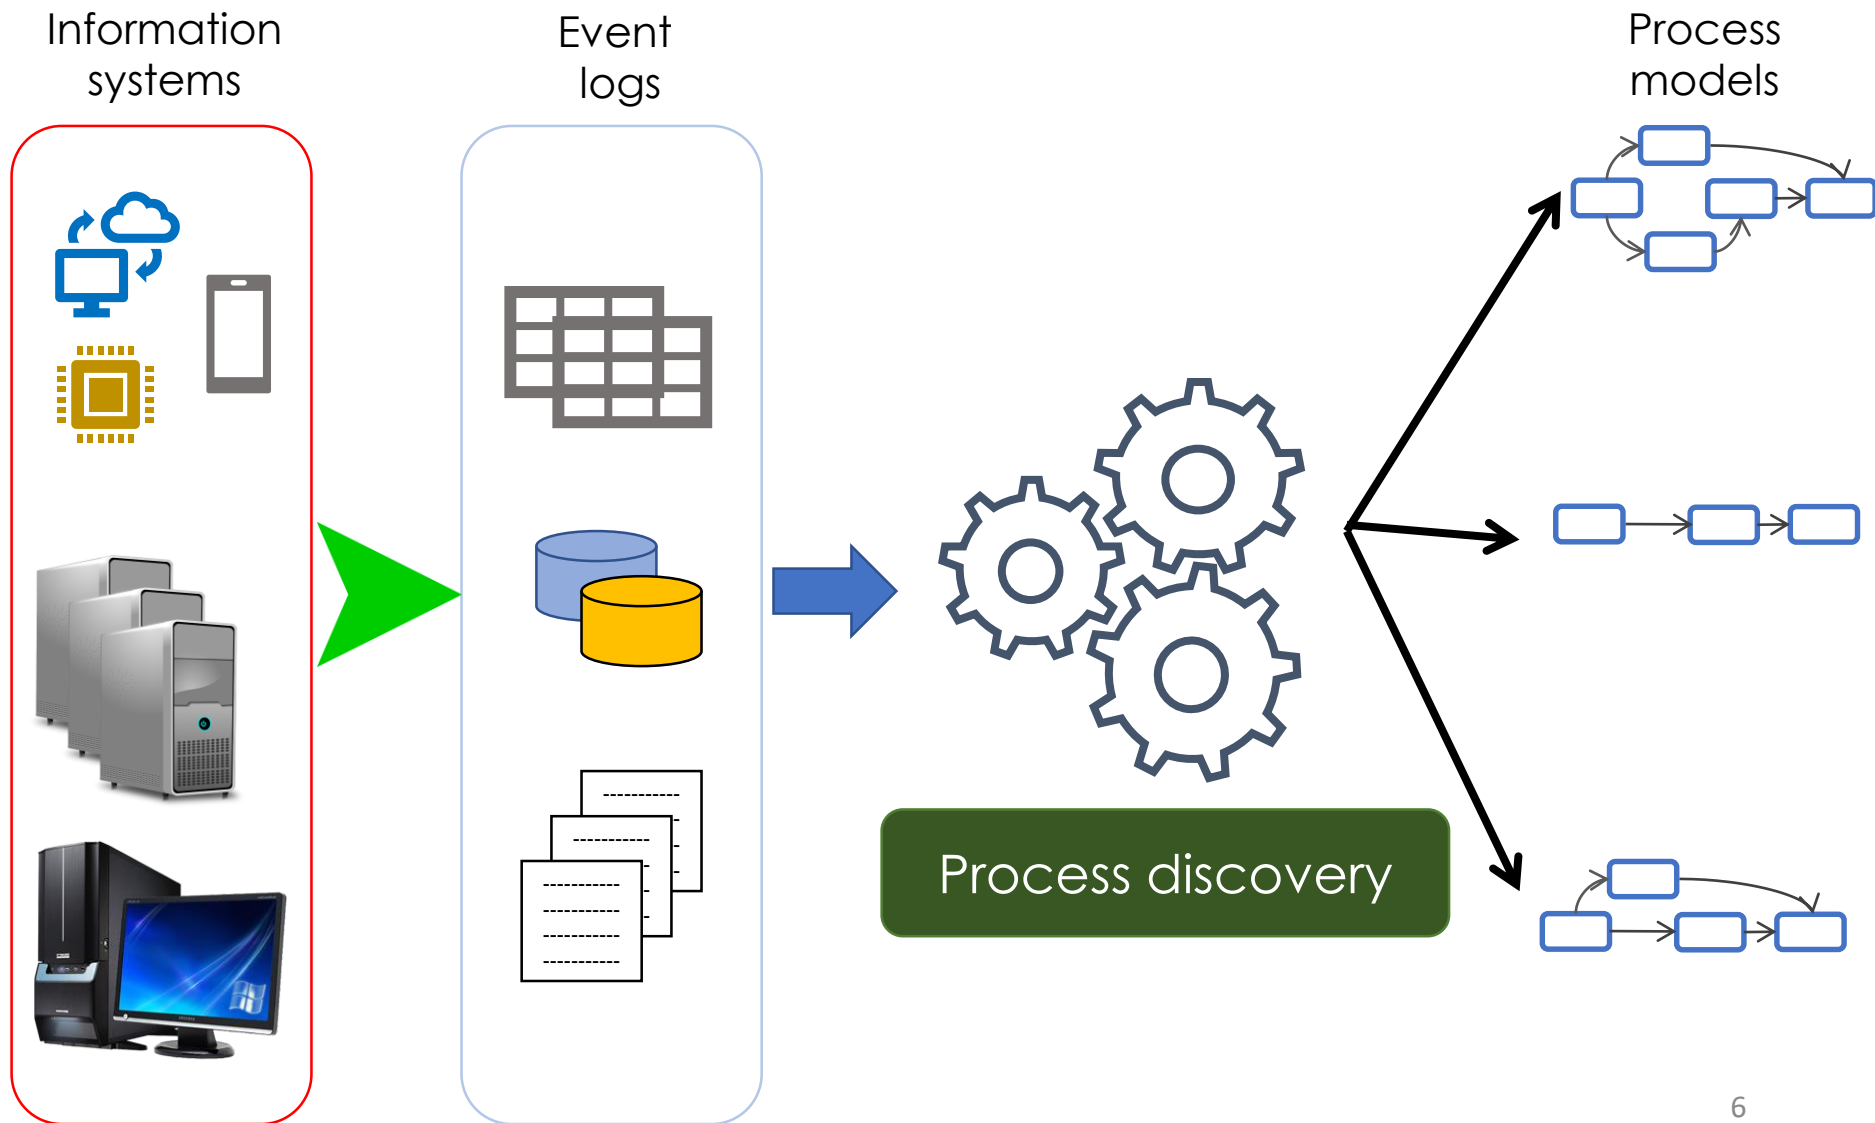 Information
systems
Event
logs
Process
models
Process discovery
6